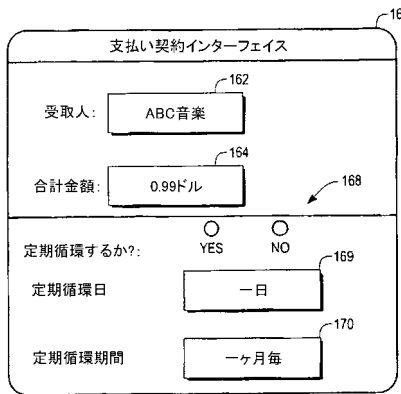 16
支払い契約インターフェイス
162
受取人: ABC音楽
164
合計金額: 0.99ドル
168
定期循環するか?: YES NO
169
定期循環日 一日
170
定期循環期間 一ヶ月毎